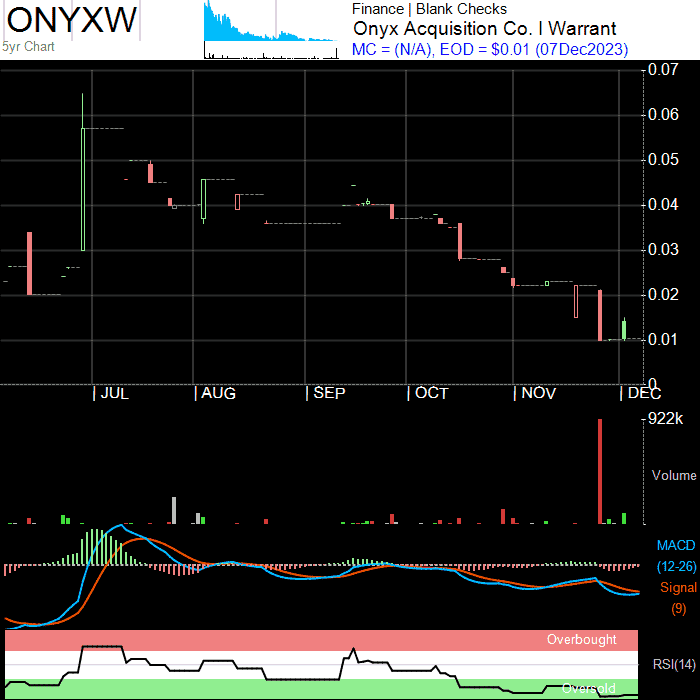 ONYXW
5yr Chart
Finance | Blank Checks
Onyx Acquisition Co. I Warrant
MC = (N/A), EOD = $0.01 (07Dec2023)
0.07
0.06
0.05
0.04
0.03
0.02
0.01
0
JUL AUG SEP OCT NOV DEC
922k
Volume
MACD
(12-26)
Signal
(9)
Overbought
RSI(14)
Oversold